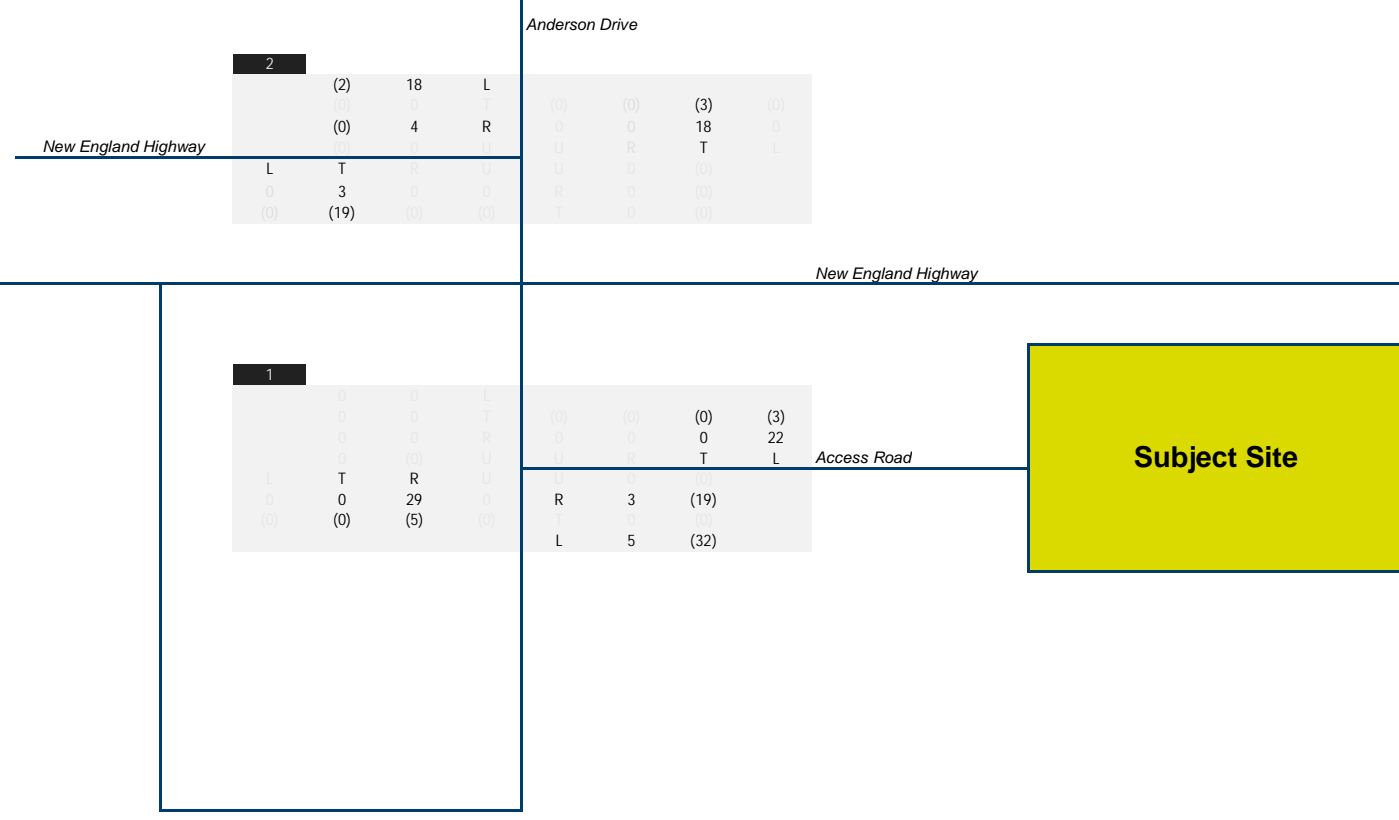 Anderson Drive
2
(2) 18 L
(0) 0 T (0) (0) (3) (0)
(0) 4 R 0 0 18 0
New England Highway (0) 0 U U R T L
L T R U U 0 (0)
0 3 0 0 R 0 (0)
(0) (19) (0) (0) T 0 (0)
New England Highway
1
0 0 L
0 0 T (0) (0) (0) (3)
0 0 R 0 0 0 22
0 (0) U U R T L Access Road
Subject Site
L T R U U 0 (0)
0 0 29 0 R 3 (19)
(0) (0) (5) (0) T 0 (0)
L 5 (32)